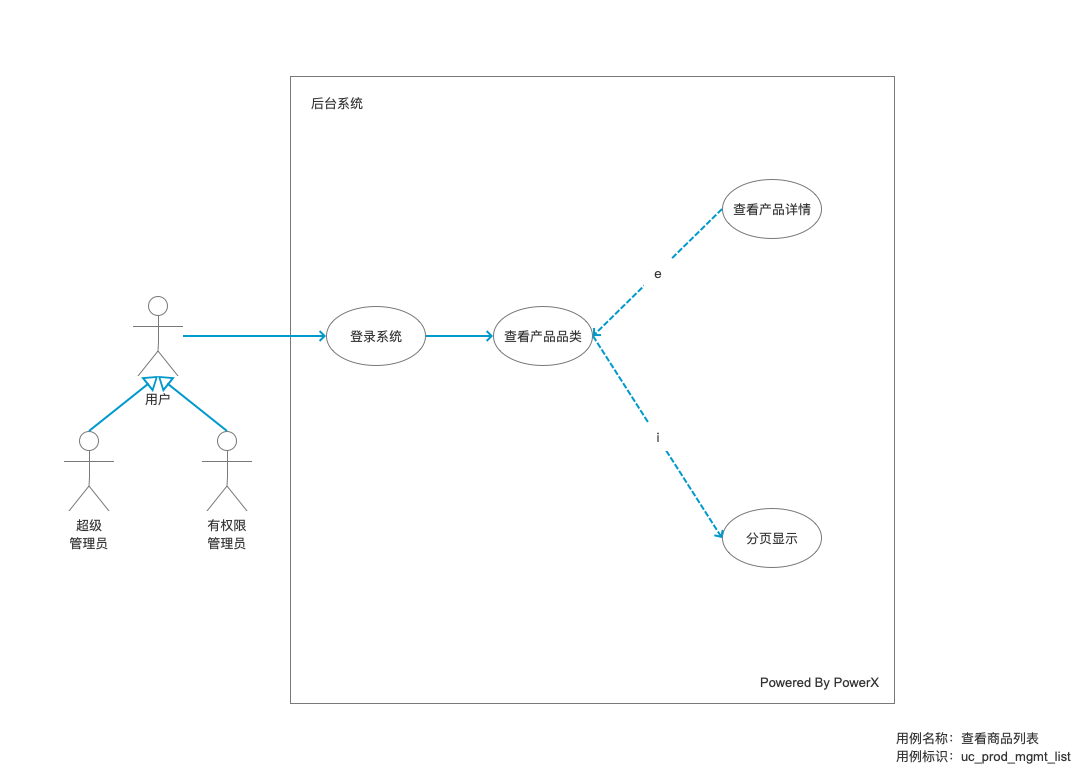 后台系统
查看产品详情
e
登录系统
查看产品品类
用户
i
超级
管理员
有权限
管理员
分页显示
Powered By PowerX
用例名称：查看商品列表
用例标识：uc_prod_mgmt_list